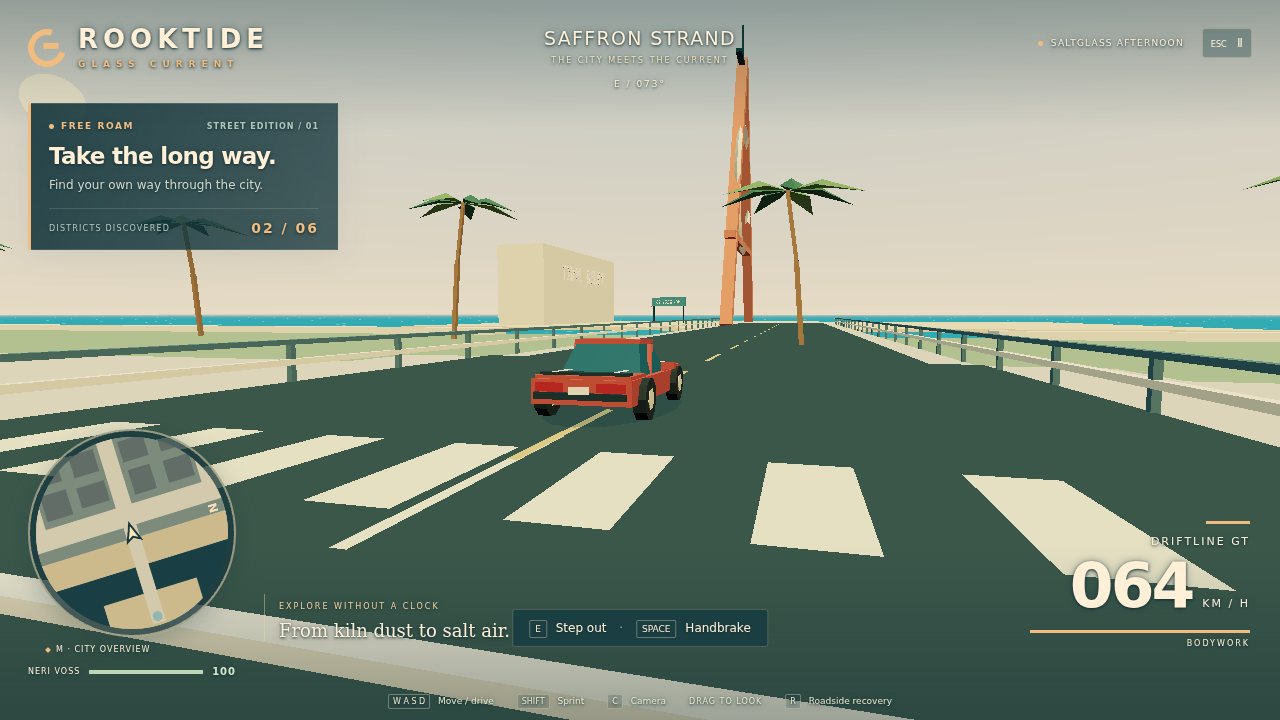 ROOKTIDE
GLASS CURRENT
SAFFRON STRAND
THE CITY MEETS THE CURRENT
E / 073°
SALTGLASS AFTERNOON
ESC II
FREE ROAM
STREET EDITION / 01
Take the long way.
Find your own way through the city.
DISTRICTS DISCOVERED
02 / 06
N
M · CITY OVERVIEW
NERI VOSS
100
EXPLORE WITHOUT A CLOCK
From kiln dust to salt air.
E Step out · SPACE Handbrake
DRIFTLINE GT
064 KM / H
BODYWORK
WASD Move / drive SHIFT Sprint C Camera DRAG TO LOOK R Roadside recovery